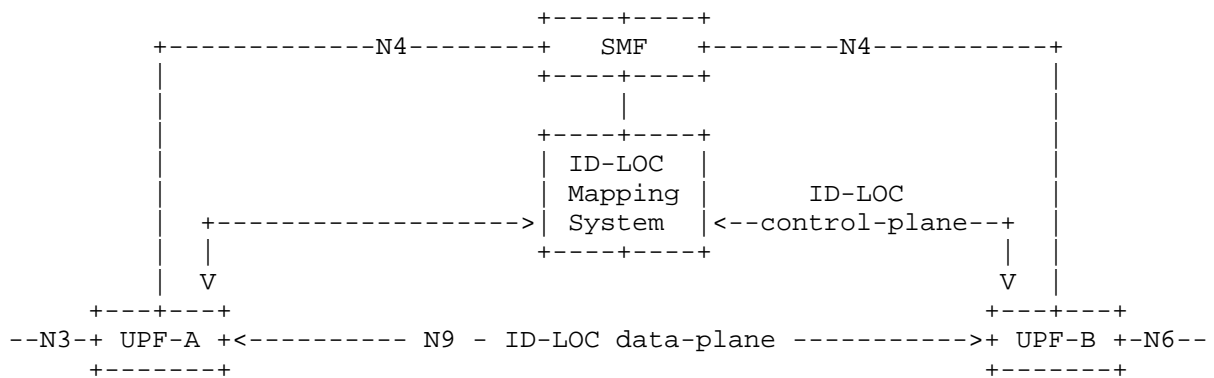 +----+----+
          +-------------N4--------+   SMF   +--------N4-----------+
          |                        +----+----+                     |
          |                             |                          |
          |                        +----+----+                     |
          |                        | ID-LOC  |                     |
          |                        | Mapping |      ID-LOC         |
          |  +-------------------->| System  |<--control-plane--+  |
          |  |                     +----+----+                  |  |
          |  V                                                  V  |
      +---+---+                                                +---+---+
--N3-+ UPF-A +<---------- N9 - ID-LOC data-plane ------------>+ UPF-B +-N6--
      +-------+                                                +-------+